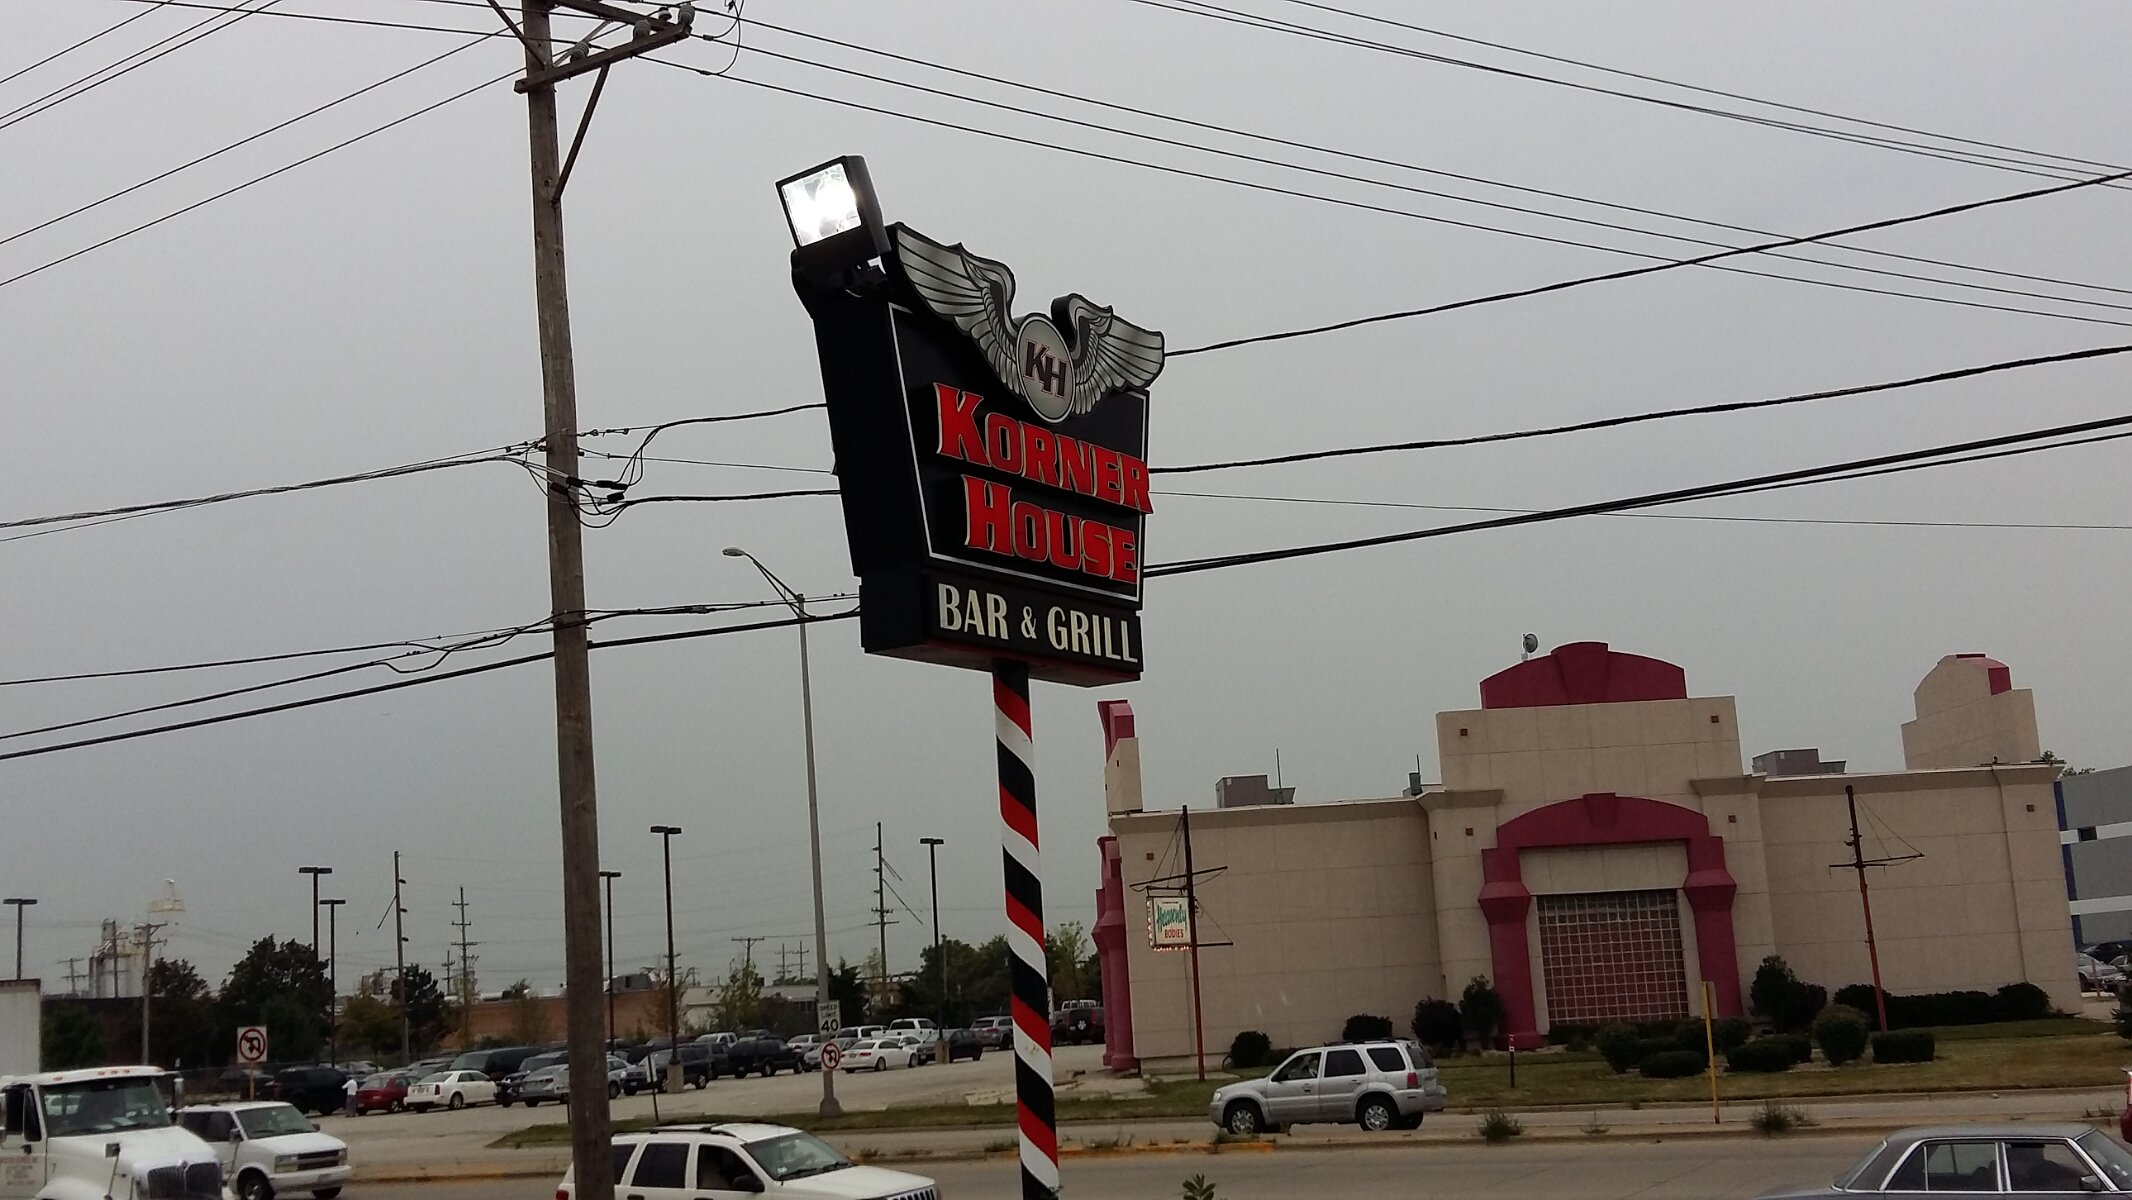 KH
KORNER
HOUSE
BAR & GRILL
Heavenly
BODIES
SPEED
LIMIT
40